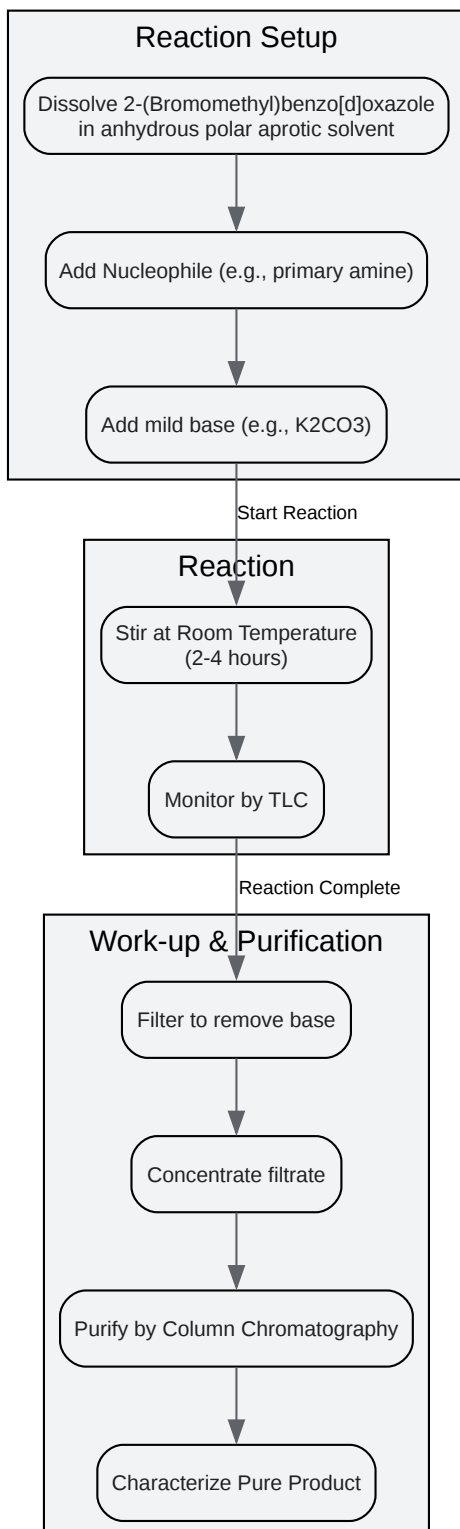 Reaction Setup
Dissolve 2-(Bromomethyl)benzo[d]oxazole
in anhydrous polar aprotic solvent
Add Nucleophile (e.g., primary amine)
Add mild base (e.g., K2CO3)
Start Reaction
Reaction
Stir at Room Temperature
(2-4 hours)
Monitor by TLC
Reaction Complete
Work-up & Purification
Filter to remove base
Concentrate filtrate
Purify by Column Chromatography
Characterize Pure Product